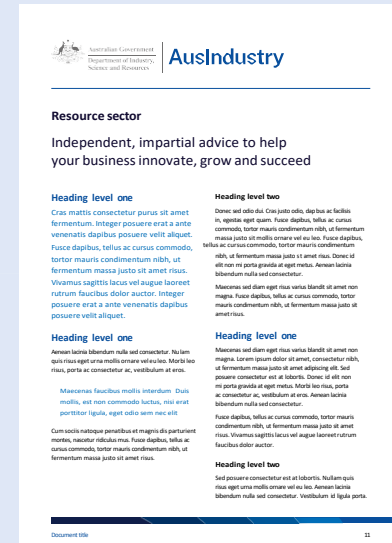 Australian Government
Department of Industry,
Science and Resources
AusIndustry
Resource sector
Independent, impartial advice to help
your business innovate, grow and succeed
Heading level one
Cras mattis consectetur purus sit amet
fermentum. Integer posuere erat a ante
venenatis dapibus posuere velit aliquet.
Fusce dapibus, tellus ac cursus commodo,
tortor mauris condimentum nibh, ut
fermentum massa justo sit amet risus.
Vivamus sagittis lacus vel augue laoreet
rutrum faucibus dolor auctor. Integer
posuere erat a ante venenatis dapibus
posuere velit aliquet.
Heading level one
Aenean lacinia bibendum nulla sed consectetur. Nu lam
quis risus eget urna mollis ornare vel eu leo. Morbi leo
risus, porta ac consectetur ac, vestibulum at eros.
Maecenas faucibus mollis interdum Duis
mollis, est non commodo luctus, nisi erat
porttitor ligula, eget odio sem nec elit
Cum sociis natoque penatibus et magnis dis parturient
montes, nascetur ridiculus mus. Fusce dapibus, tellus ac
cursus commodo, tortor mauris condimentum nibh, ut
fermentum massa justo sit amet risus.
Heading level two
Donec sed odio dui. Cras justo odio, dap bus ac facilisis
in, egestas eget quam. Fusce dapibus, tellus ac cursus
commodo, tortor mauris condimentum nibh, ut fermentum
massa justo sit mollis ornare vel eu leo. Fusce dapibus,
tellus ac cursus commodo, tortor mauris condimentum
nibh, ut fermentum massa justo s t amet risus. Donec id
elit non mi porta gravida at eget metus. Aenean lacinia
bibendum nulla sed consectetur.
Maecenas sed diam eget risus varius blandit sit amet non
magna. Fusce dapibus, tellus ac cursus commodo, tortor
mauris condimentum nibh, ut fermentum massa justo sit
amet risus.
Heading level one
Maecenas sed diam eget risus varius blandit sit amet non
magna. Lorem ipsum dolor sit amet, consectetur nibh,
ut fermentum massa justo sit amet adipiscing elit. Sed
posuere consectetur est at lobortis. Donec id elit non
mi porta gravida at eget metus. Morbi leo risus, porta
ac consectetur ac, vestibulum at eros. Aenean lacinia
bibendum nulla sed consectetur.
Fusce dapibus, tellus ac cursus commodo, tortor mauris
condimentum nibh, ut fermentum massa justo sit amet
risus. Vivamus sagittis lacus vel augue laoreet rutrum
faucibus dolor auctor.
Heading level two
Sed posuere consectetur est at lobortis. Nullam quis
risus eget urna mollis ornare vel eu leo. Aenean lacinia
bibendum nulla sed consectetur. Vestibulum id ligula porta.
Document title
11